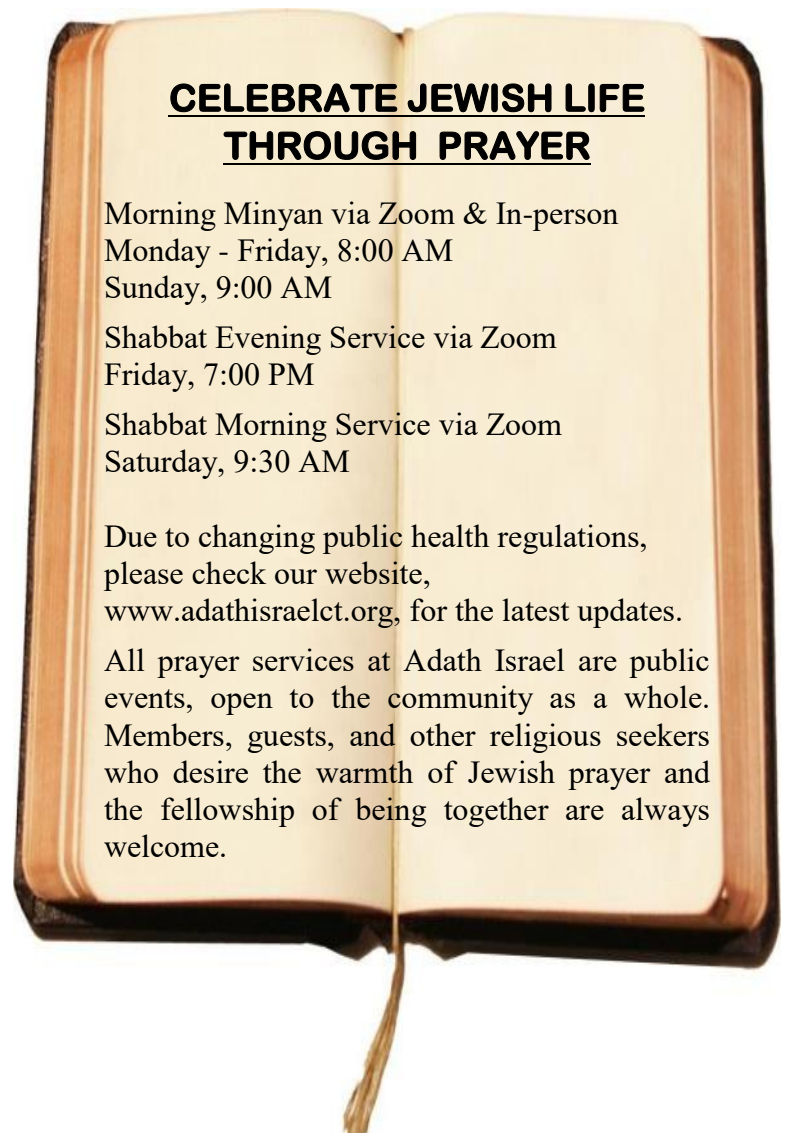 CELEBRATE JEWISH LIFE
THROUGH PRAYER
Morning Minyan via Zoom & In-person
Monday - Friday, 8:00 AM
Sunday, 9:00 AM
Shabbat Evening Service via Zoom
Friday, 7:00 PM
Shabbat Morning Service via Zoom
Saturday, 9:30 AM
Due to changing public health regulations,
please check our website,
www.adathisraelct.org, for the latest updates.
All prayer services at Adath Israel are public
events, open to the community as a whole.
Members, guests, and other religious seekers
who desire the warmth of Jewish prayer and
the fellowship of being together are always
welcome.